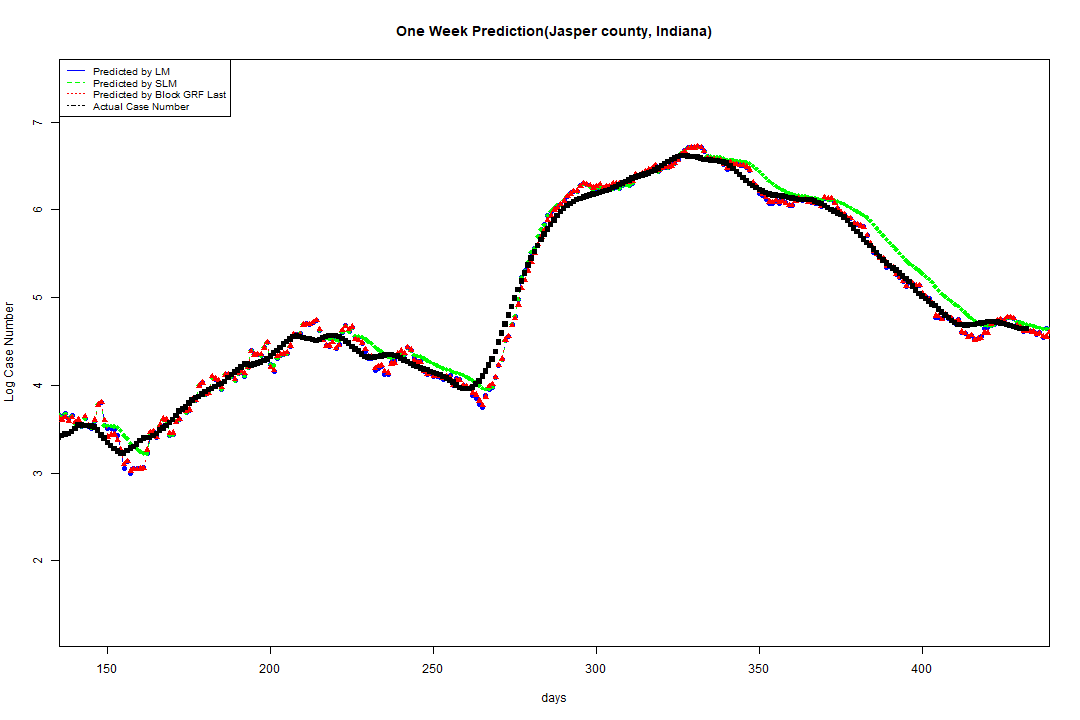 One Week Prediction(Jasper county, Indiana)
Predicted by LM
Predicted by SLM
Predicted by Block GRF Last
Actual Case Number
7
6
5
4
3
2
Log Case Number
150 200 250 300 350 400
days